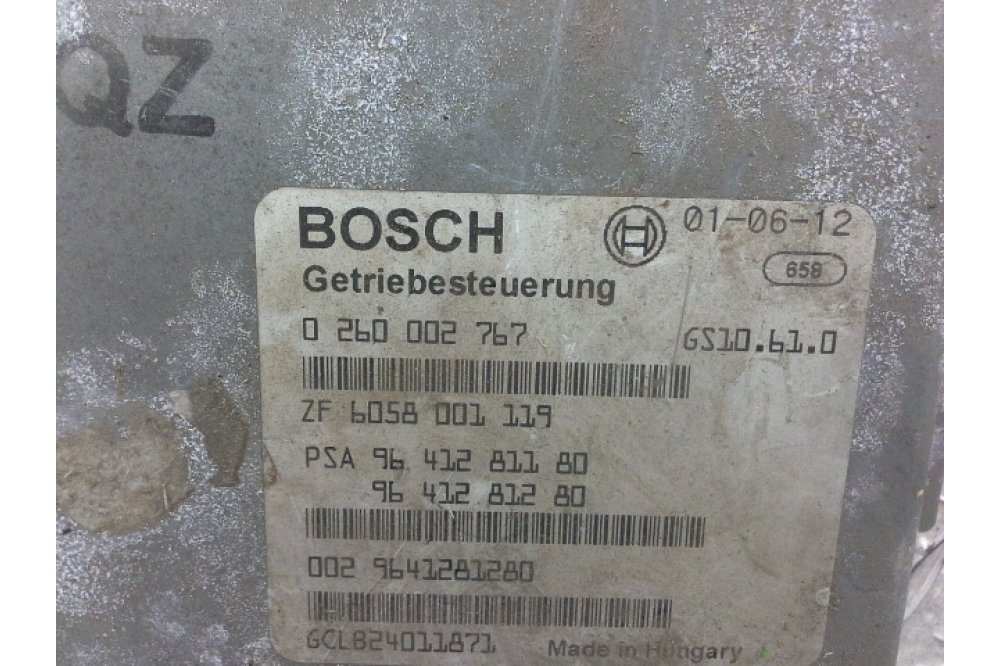 QZ
BOSCH 01-06-12
658
Getriebesteuerung
0 260 002 767 GS10.61.0
ZF 6058 001 119
PSA 96 412 811 80
96 412 812 80
002 9641281280
GCLB24011871 Made in Hungary